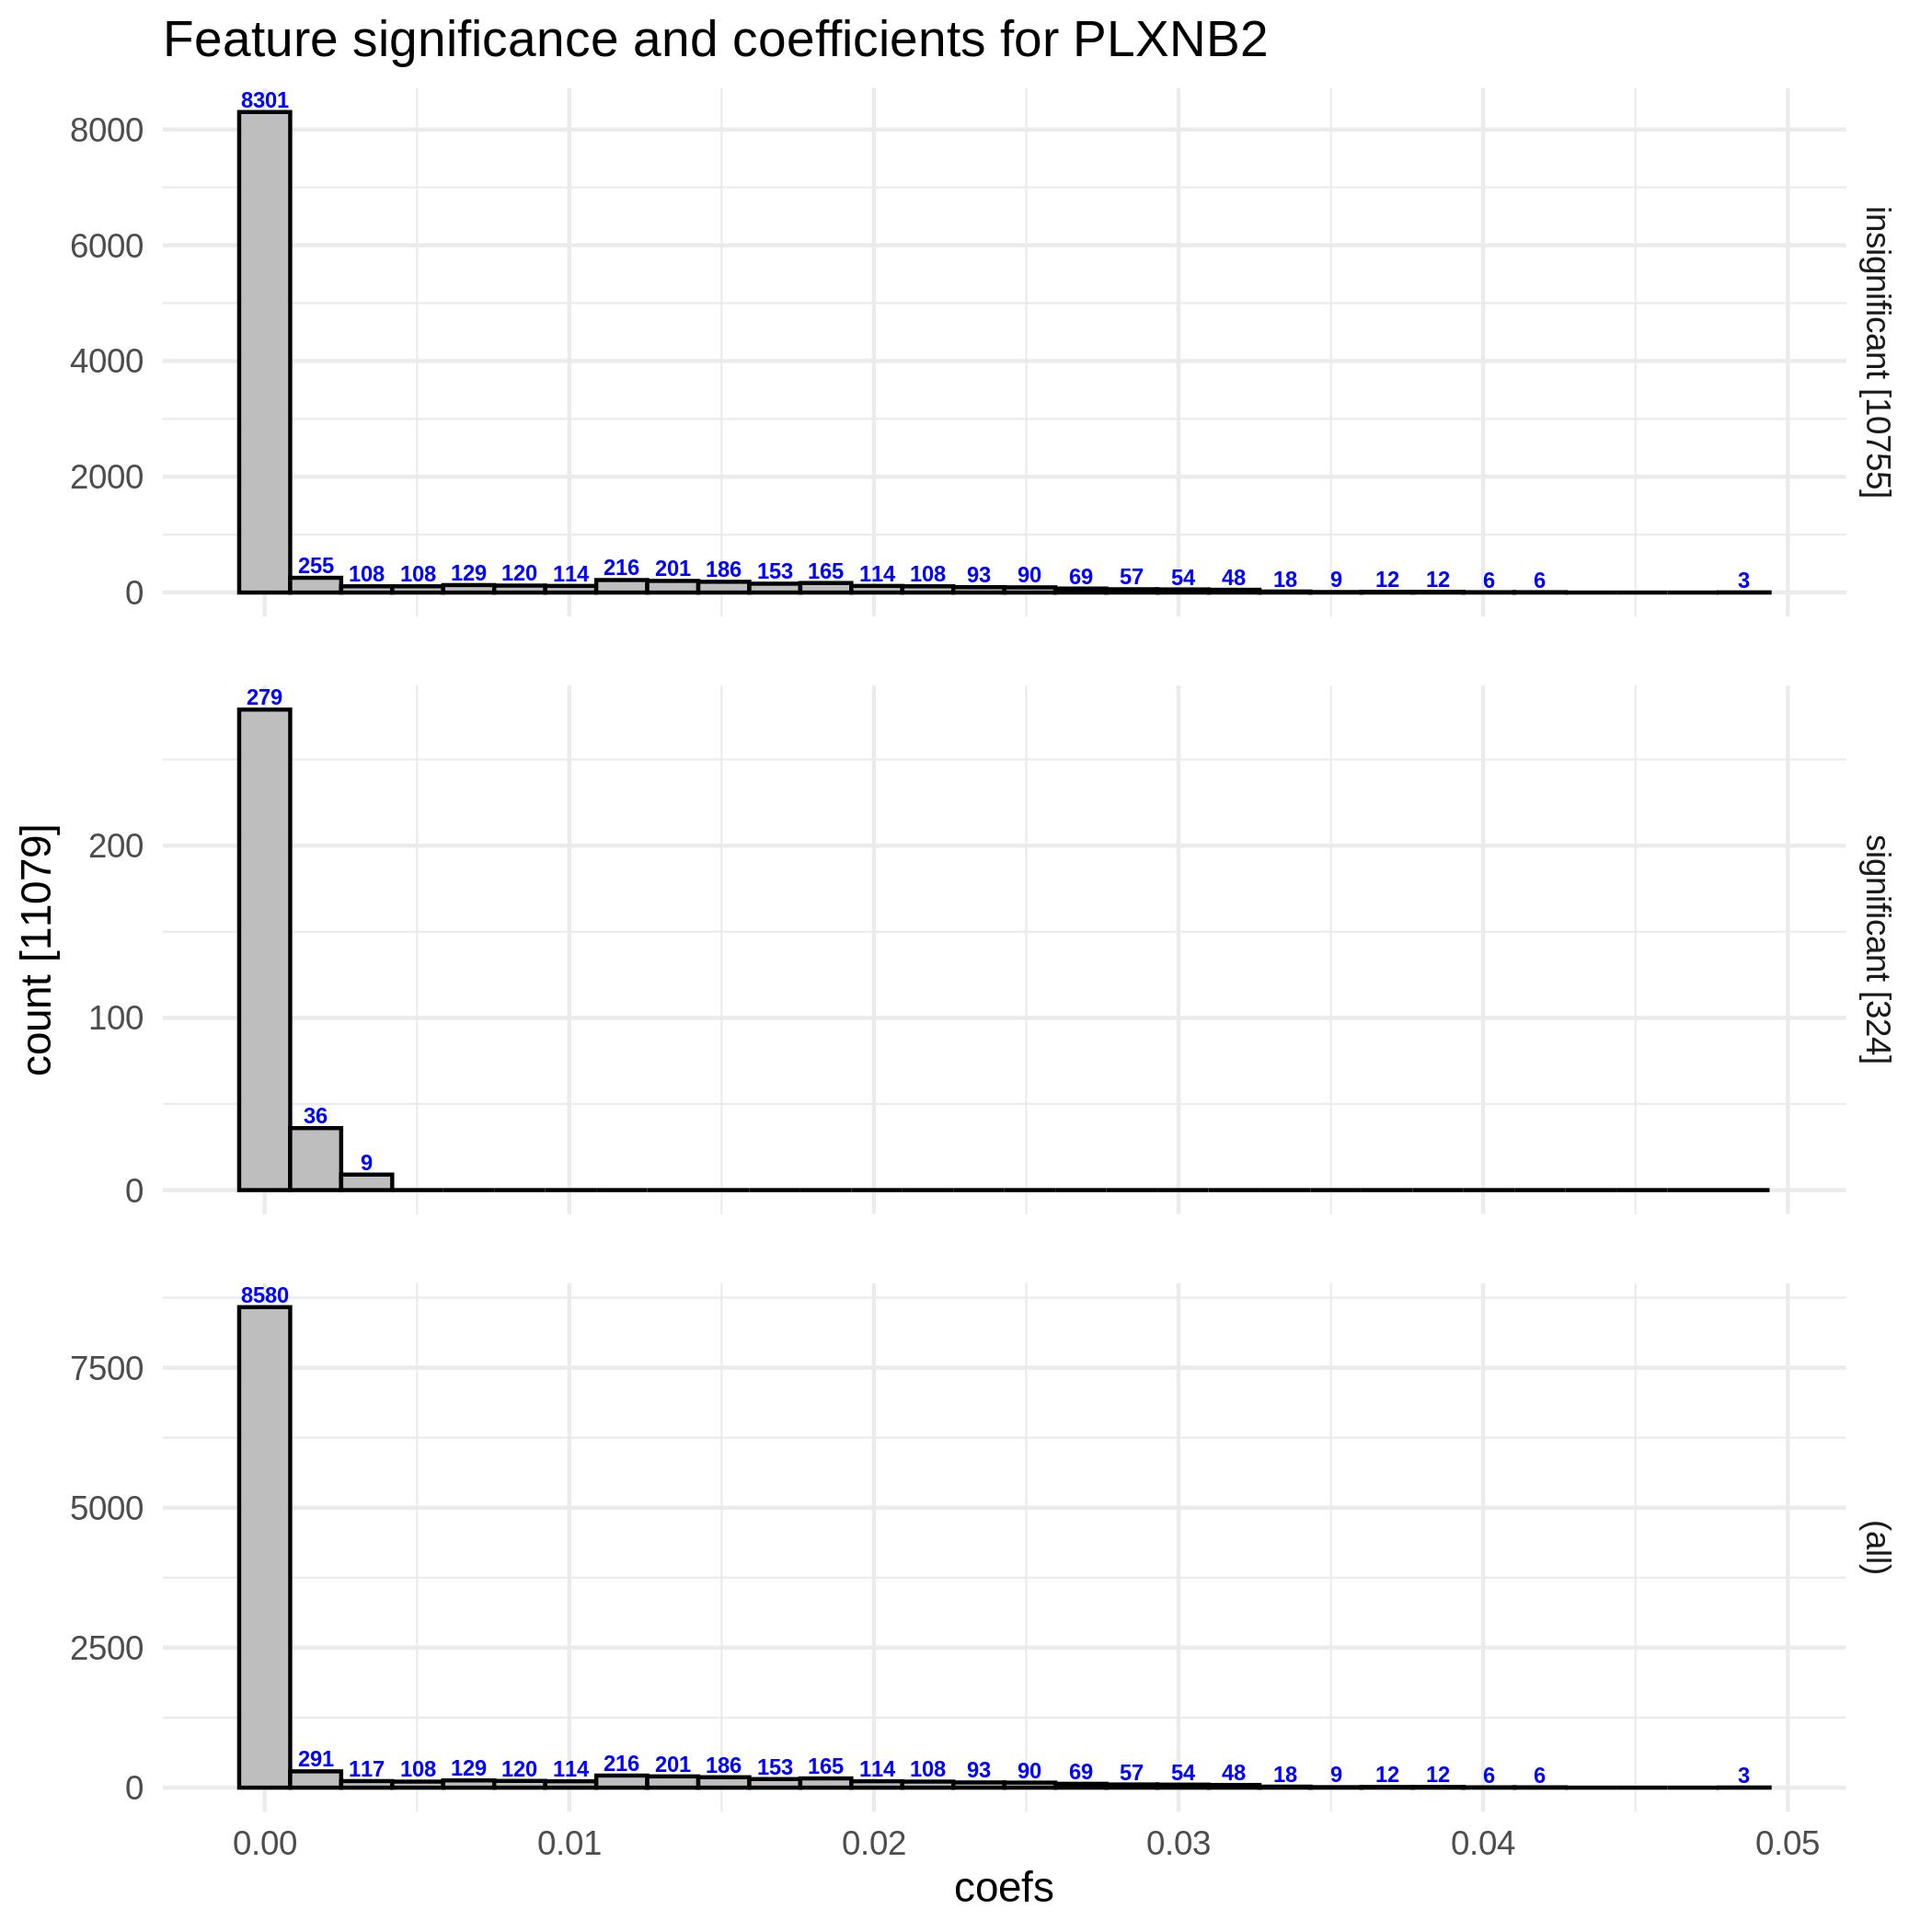 Feature significance and coefficients for PLXNB2
8301
8000
6000
4000
2000
0
255 108 108 129 120 114 216 201 186 153 165 114 108 93 90 69 57 54 48 18 9 12 12 6 6 3
insignificant [10755]
279
200
100
0
36
9
significant [324]
count [11079]
8580
7500
5000
2500
0
291 117 108 129 120 114 216 201 186 153 165 114 108 93 90 69 57 54 48 18 9 12 12 6 6 3
(all)
0.00 0.01 0.02 0.03 0.04 0.05
coefs